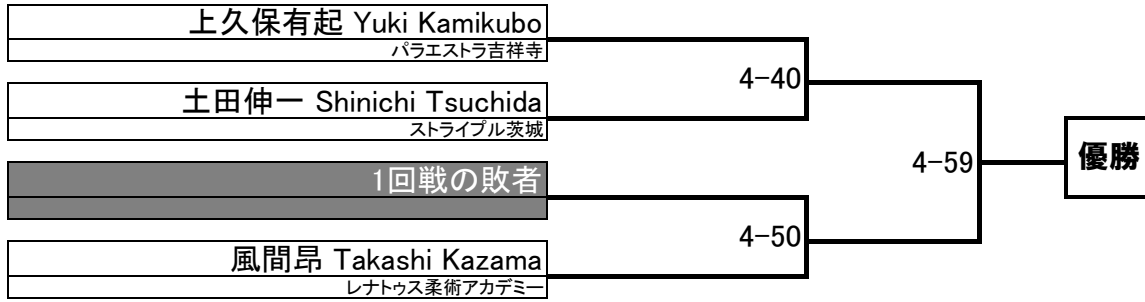 上久保有起 Yuki Kamikubo
パラエストラ吉祥寺
4-40
土田伸一 Shinichi Tsuchida
ストライプル茨城
4-59
優勝
1回戦の敗者
4-50
風間昂 Takashi Kazama
レナトゥス柔術アカデミー